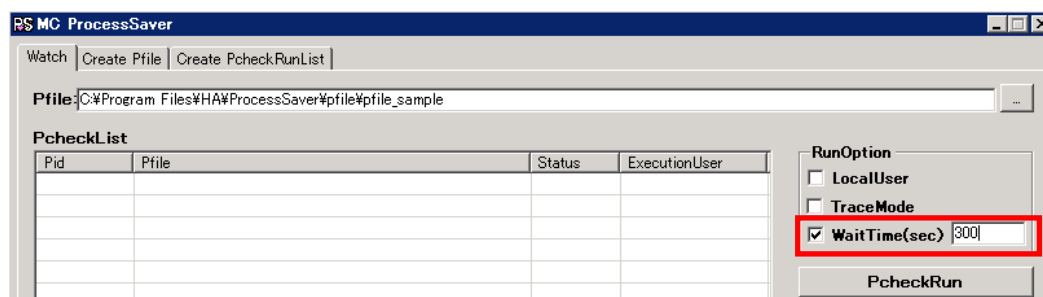 PS MC ProcessSaver
Watch Create Pfile Create PcheckRunList
Pfile: C:¥Program Files¥HA¥ProcessSaver¥pfile¥pfile_sample ...
PcheckList
Pid Pfile Status ExecutionUser
RunOption
LocalUser
TraceMode
WaitTime(sec) 300
PcheckRun